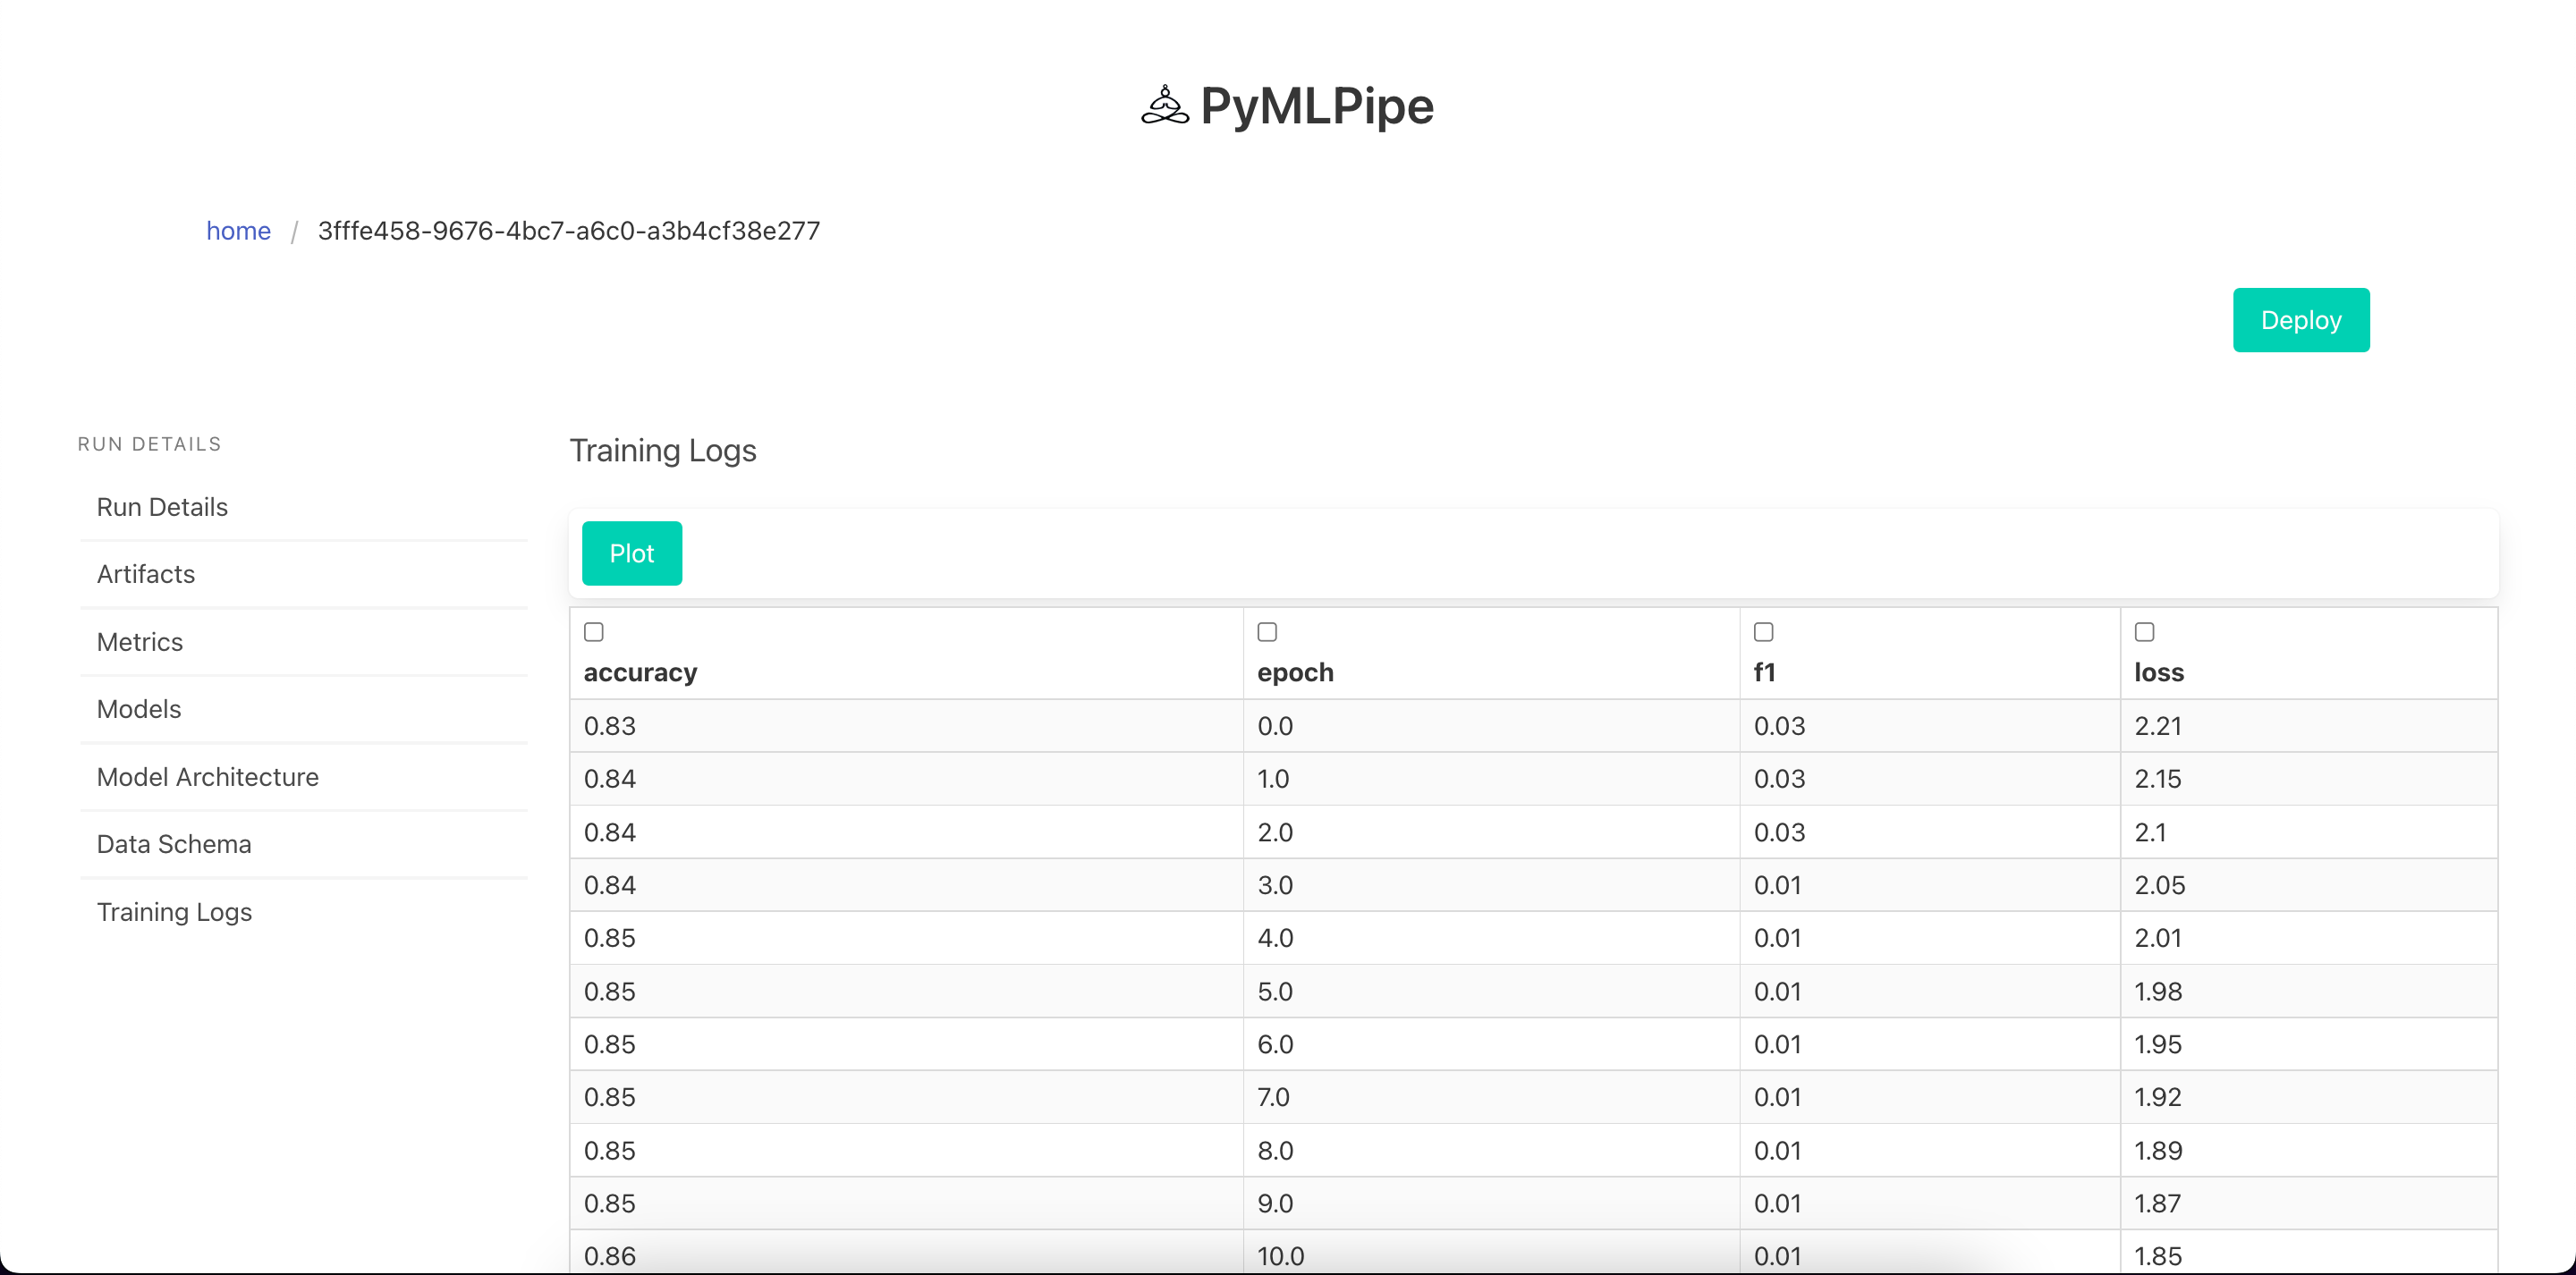 PyMLPipe
home / 3fffe458-9676-4bc7-a6c0-a3b4cf38e277
Deploy
RUN DETAILS
Run Details
Artifacts
Metrics
Models
Model Architecture
Data Schema
Training Logs
Training Logs
Plot
accuracy epoch f1 loss
0.83 0.0 0.03 2.21
0.84 1.0 0.03 2.15
0.84 2.0 0.03 2.1
0.84 3.0 0.01 2.05
0.85 4.0 0.01 2.01
0.85 5.0 0.01 1.98
0.85 6.0 0.01 1.95
0.85 7.0 0.01 1.92
0.85 8.0 0.01 1.89
0.85 9.0 0.01 1.87
0.86 10.0 0.01 1.85